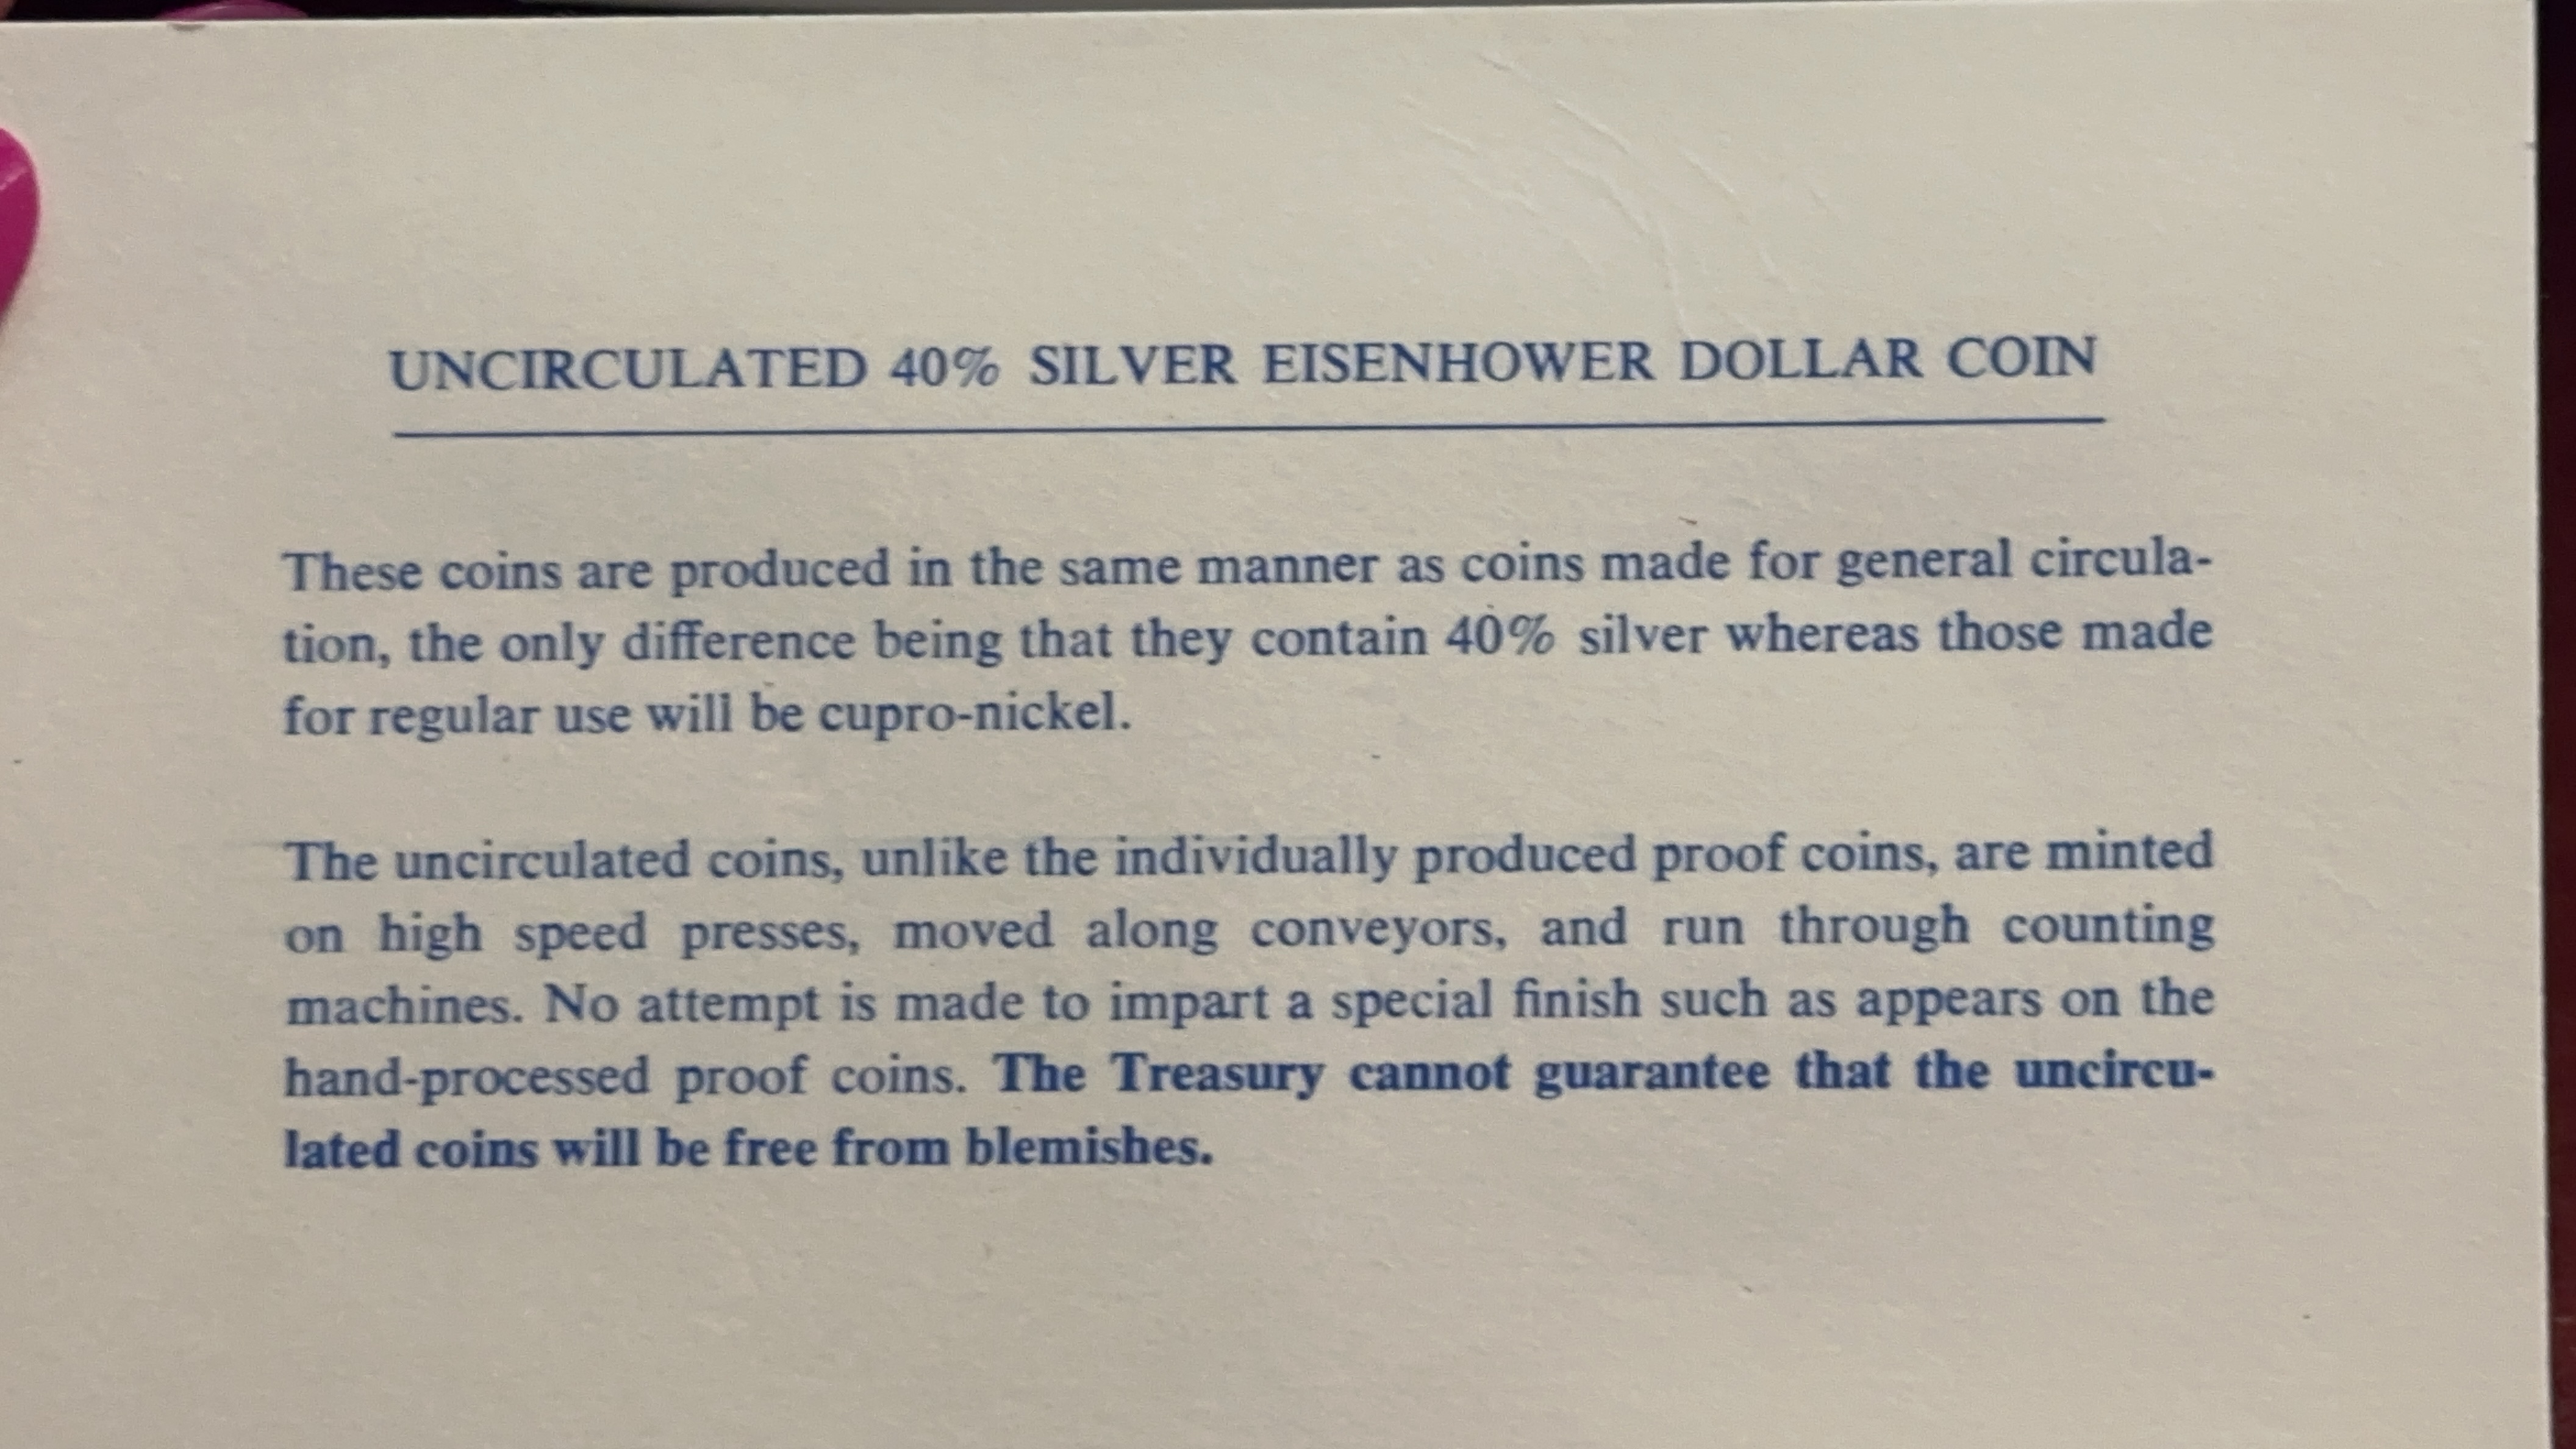 UNCIRCULATED 40% SILVER EISENHOWER DOLLAR COIN
These coins are produced in the same manner as coins made for general circula-
tion, the only difference being that they contain 40% silver whereas those made
for regular use will be cupro-nickel.
The uncirculated coins, unlike the individually produced proof coins, are minted
on high speed presses, moved along conveyors, and run through counting
machines. No attempt is made to impart a special finish such as appears on the
hand-processed proof coins. The Treasury cannot guarantee that the uncircu-
lated coins will be free from blemishes.